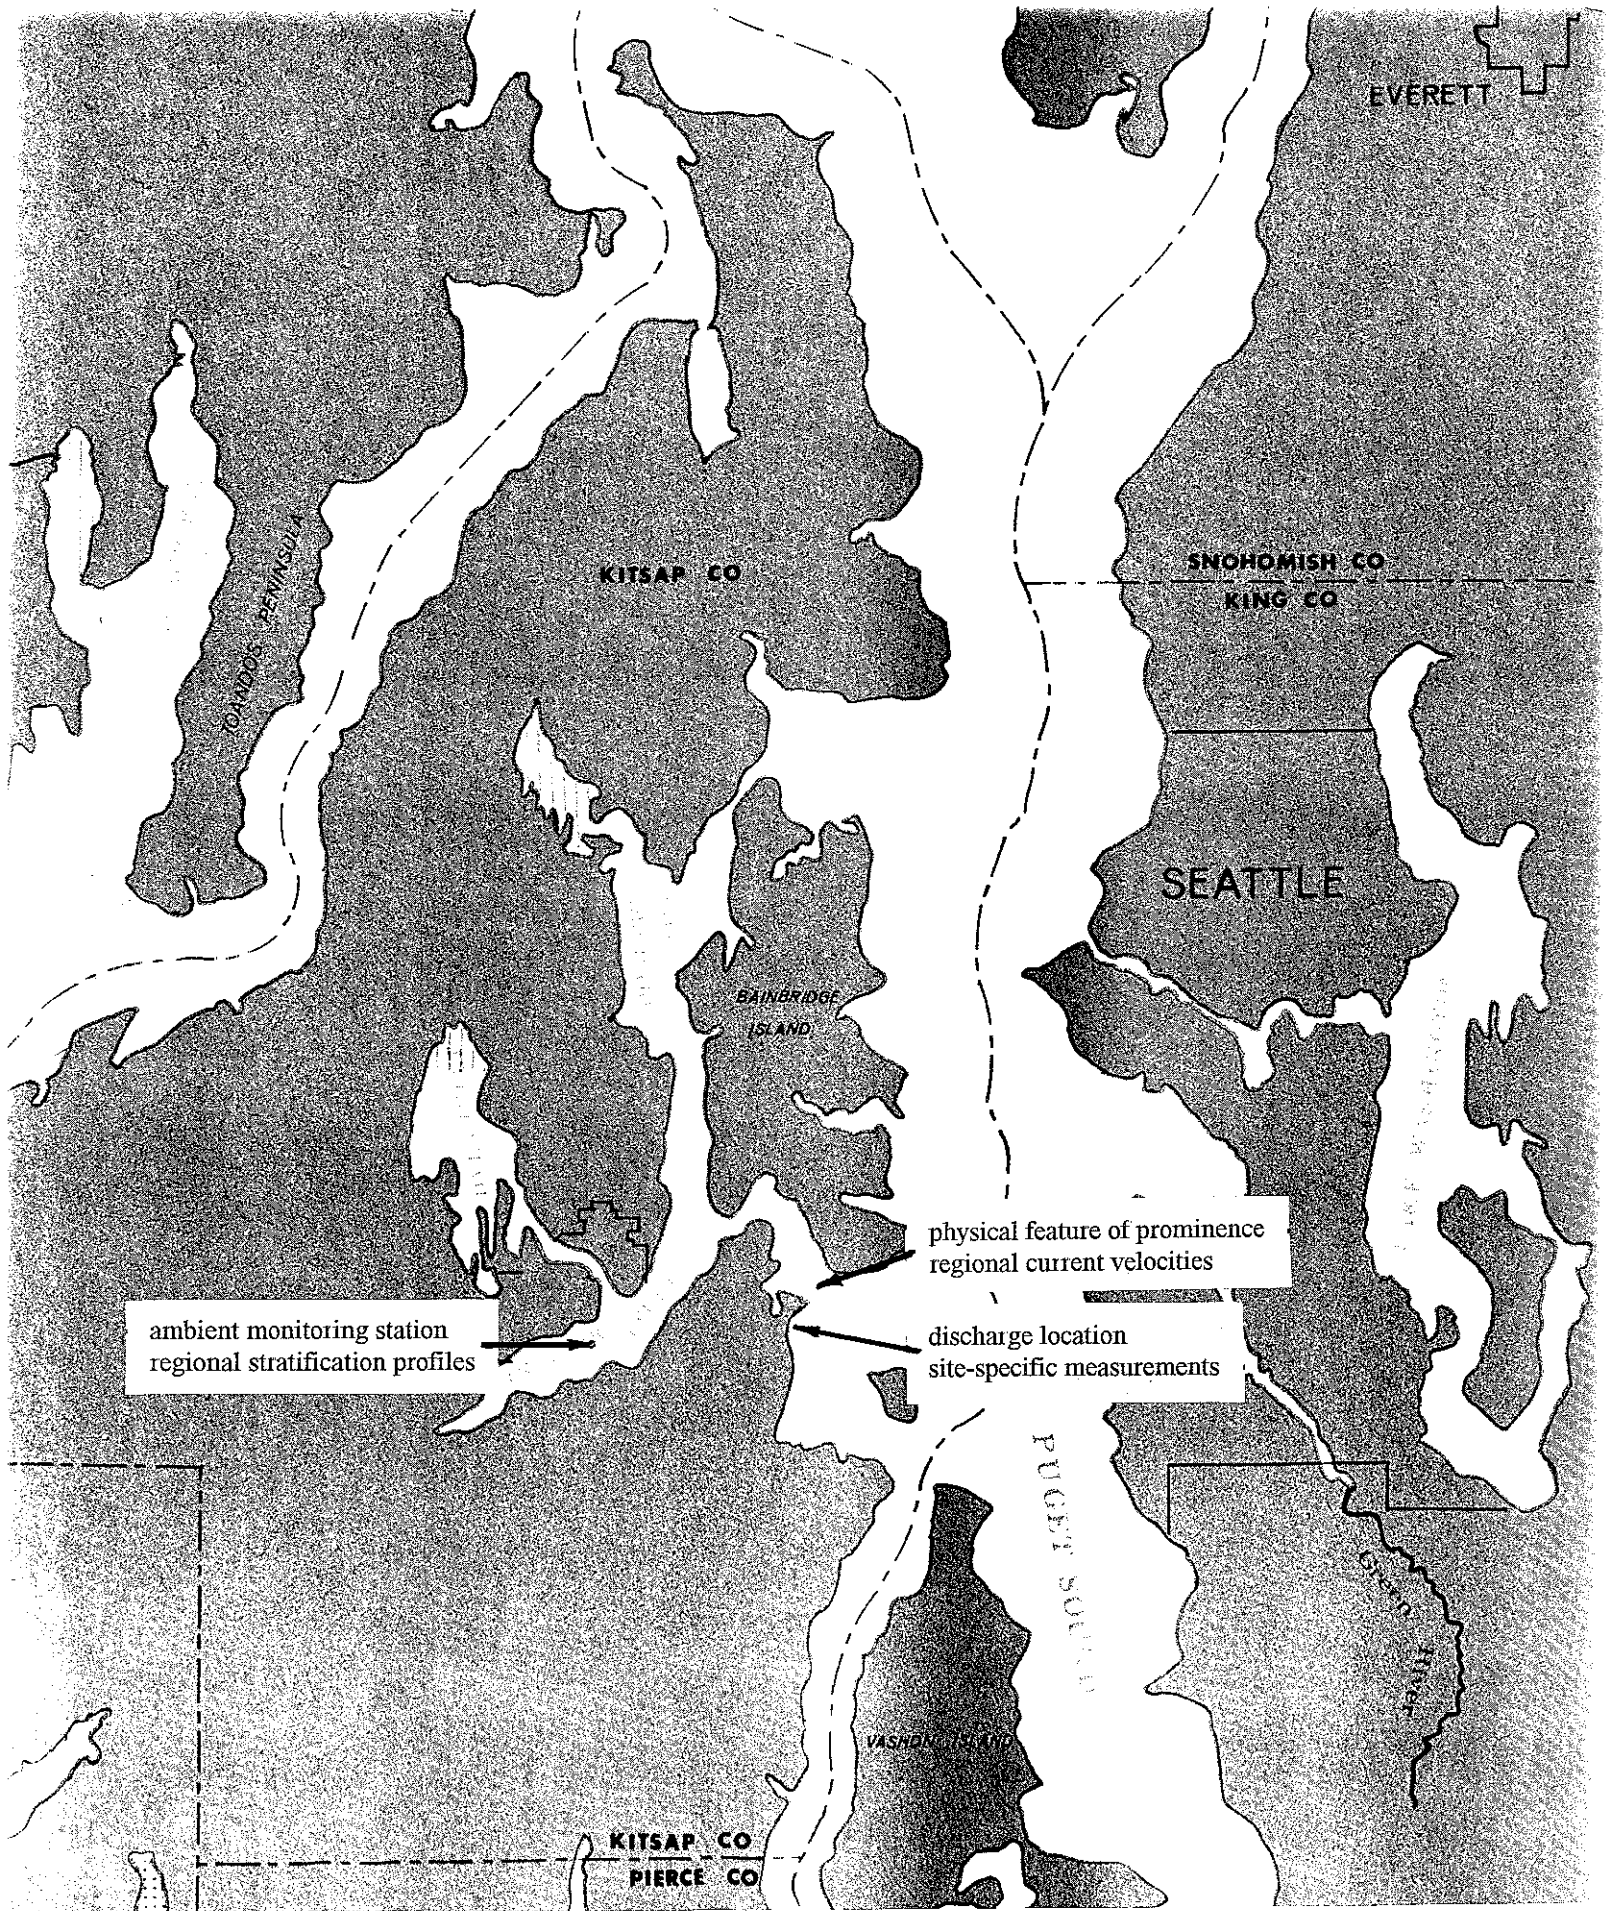 EVERETT
SNOHOMISH CO
KING CO
KITSAP CO
TOANDOS PENINSULA
SEATTLE
BAINBRIDGE
ISLAND
physical feature of prominence
regional current velocities
ambient monitoring station
regional stratification profiles
discharge location
site-specific measurements
PUGET SOUND
Green River
VASHON ISLAND
KITSAP CO
PIERCE CO